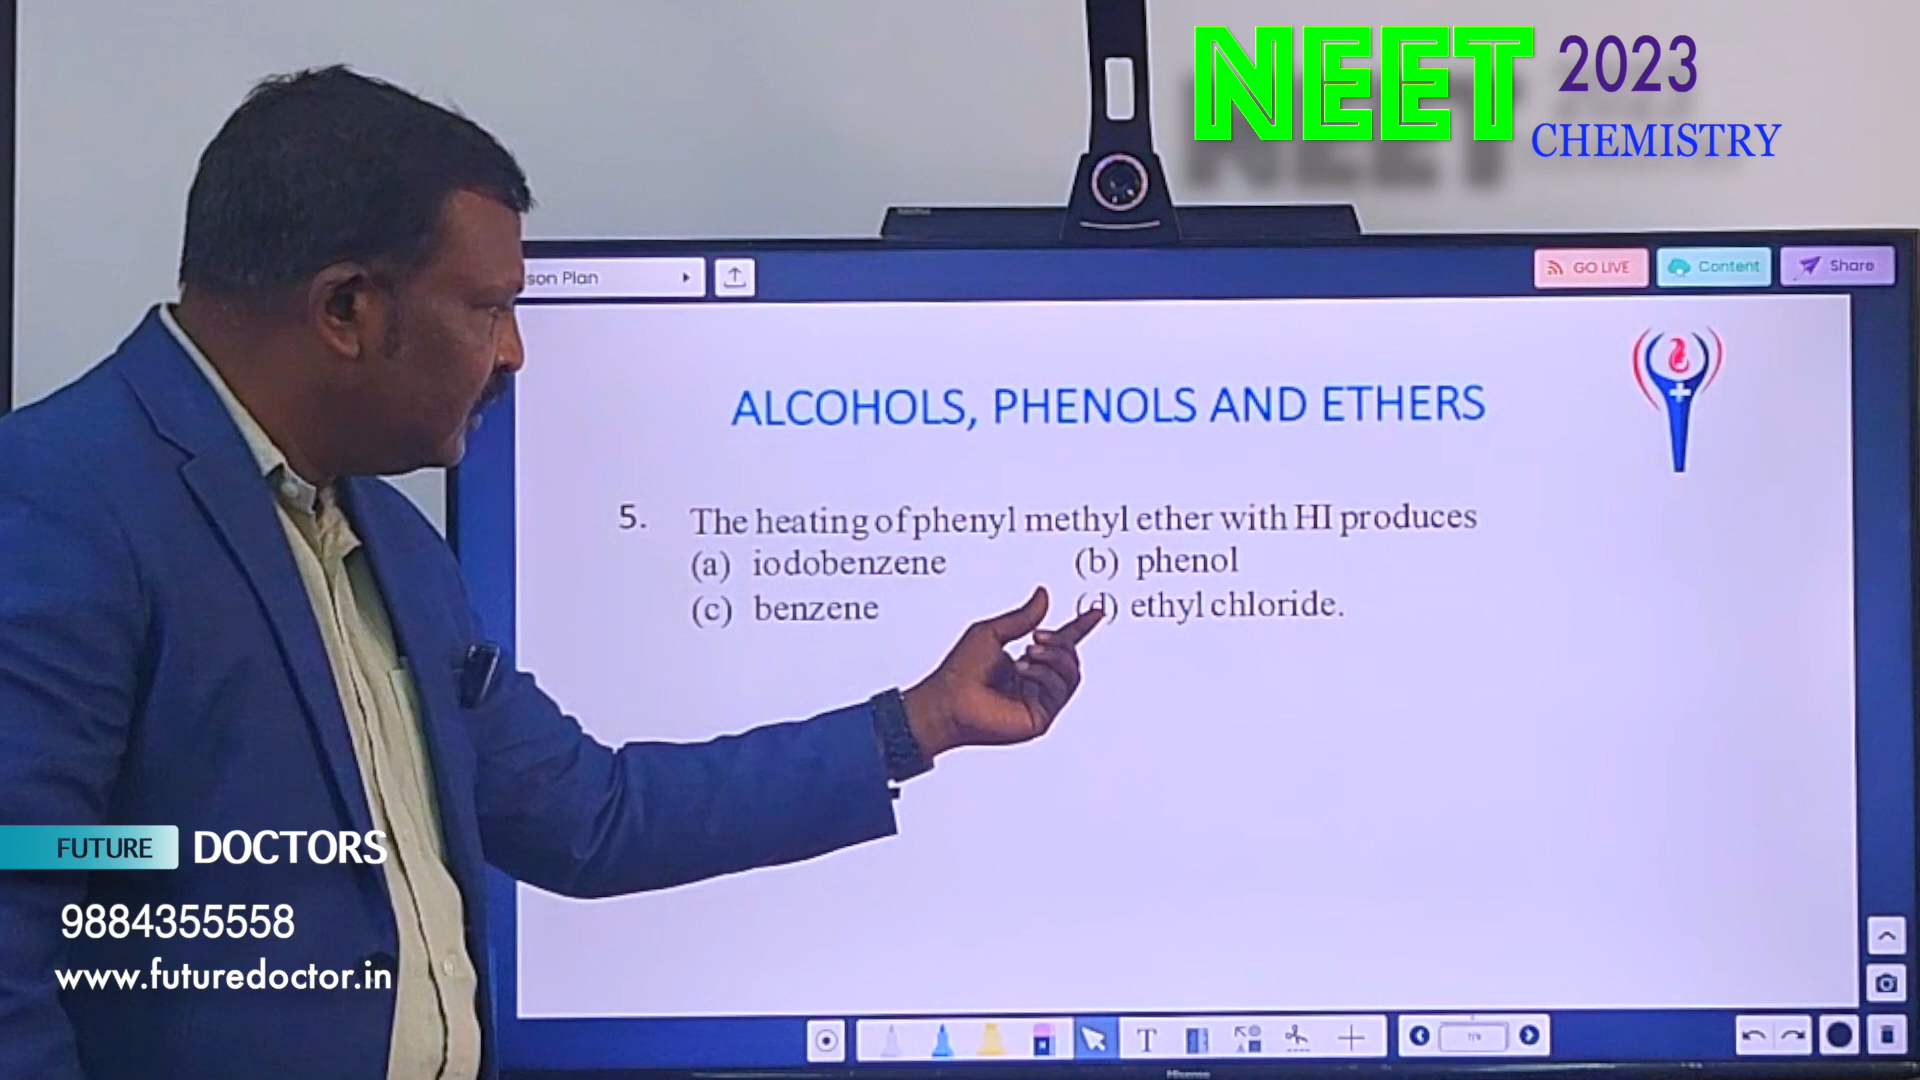 NEET 2023
CHEMISTRY
son Plan
GO LIVE
Content
Share
ALCOHOLS, PHENOLS AND ETHERS
5. The heating of phenyl methyl ether with HI produces
(a) iodobenzene (b) phenol
(c) benzene (d) ethyl chloride.
FUTURE DOCTORS
9884355558
www.futuredoctor.in
T
Hisense